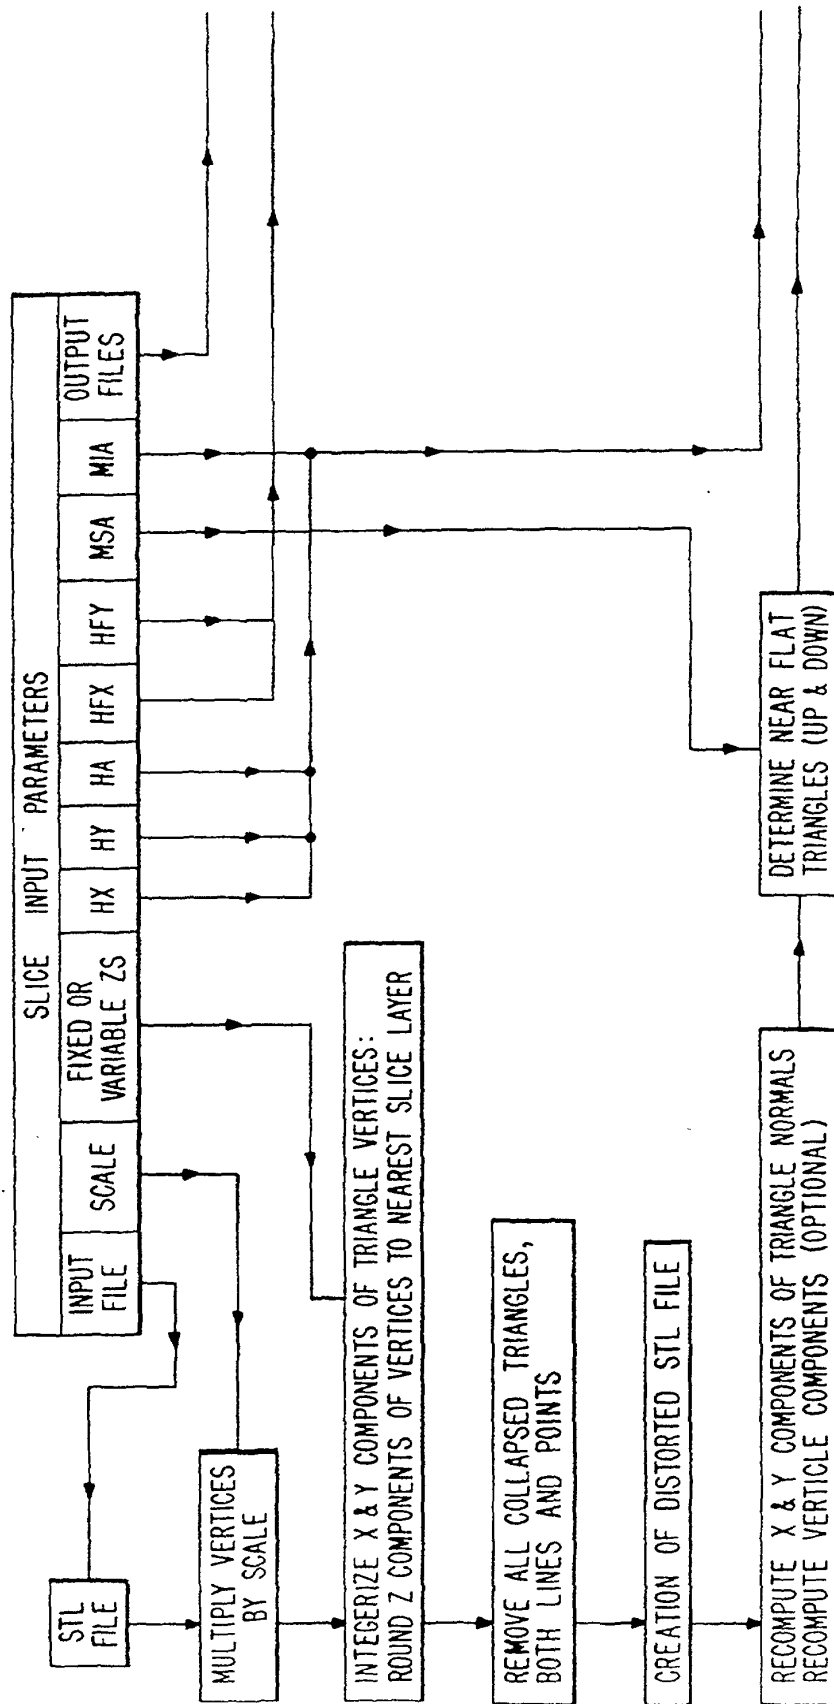 SLICE INPUT PARAMETERS
INPUT
FILE
SCALE
FIXED OR
VARIABLE ZS
HX
HY
HA
HFX
HFY
MSA
MIA
OUTPUT
FILES
STL
FILE
MULTIPLY VERTICES
BY SCALE
INTEGERIZE X & Y COMPONENTS OF TRIANGLE VERTICES:
ROUND Z COMPONENTS OF VERTICES TO NEAREST SLICE LAYER
REMOVE ALL COLLAPSED TRIANGLES,
BOTH LINES AND POINTS
CREATION OF DISTORTED STL FILE
RECOMPUTE X & Y COMPONENTS OF TRIANGLE NORMALS
RECOMPUTE VERTICLE COMPONENTS (OPTIONAL)
DETERMINE NEAR FLAT
TRIANGLES (UP & DOWN)